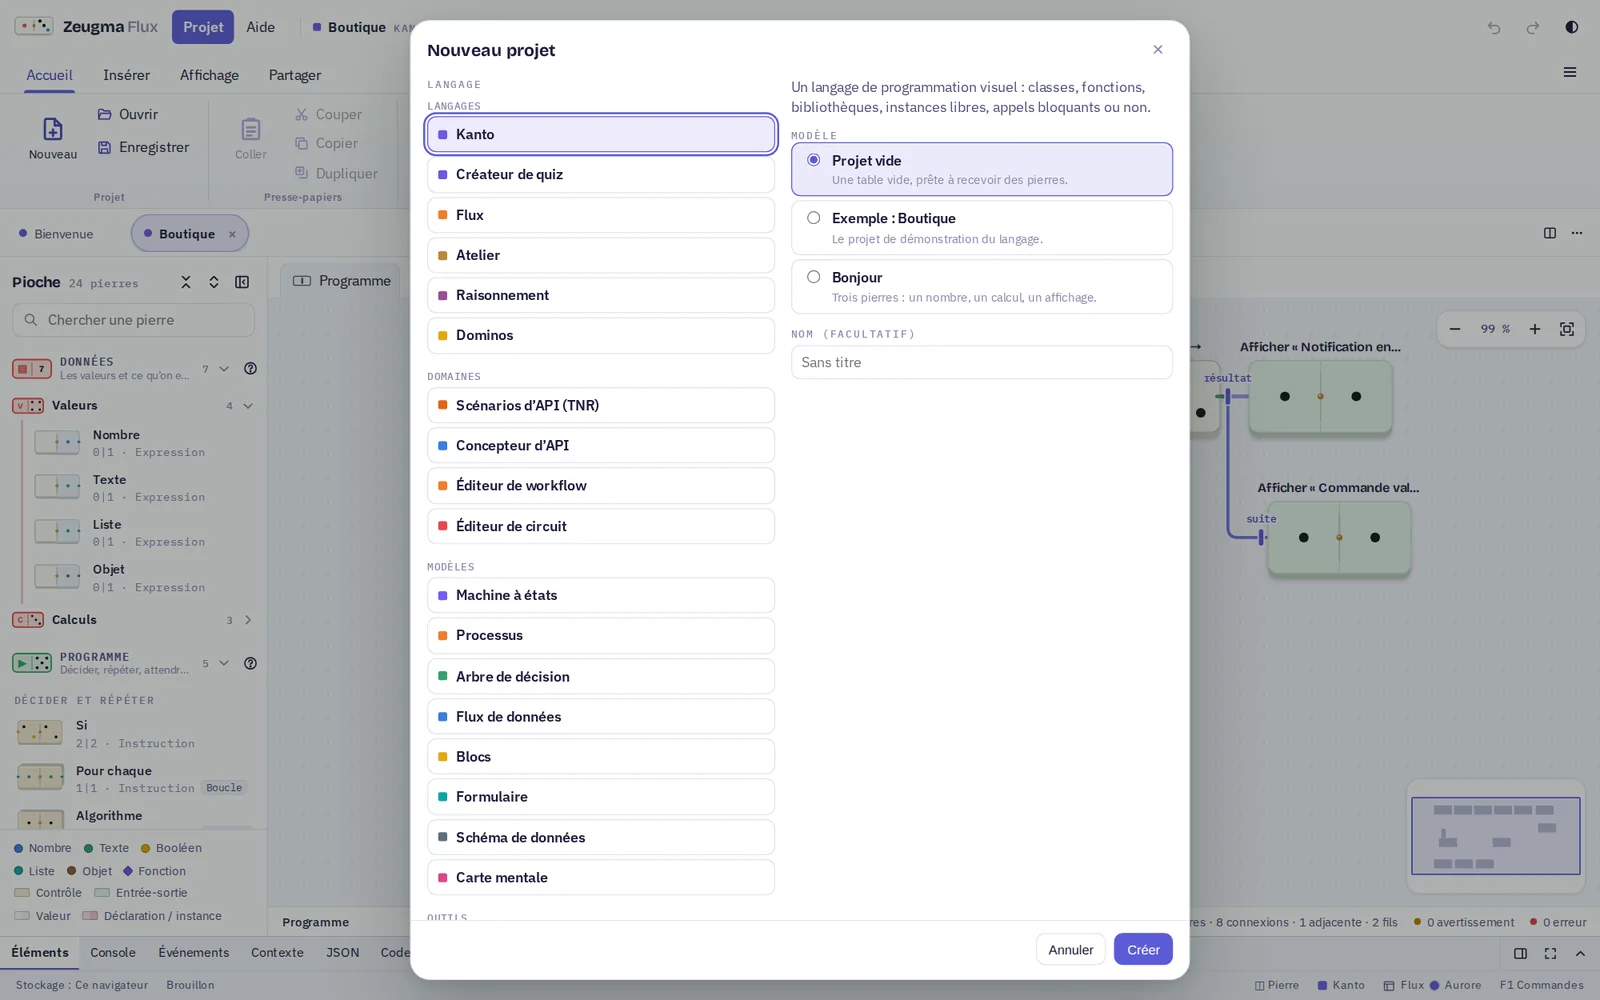 Zeugma Flux
Projet
Aide
Boutique
Accueil
Insérer
Affichage
Partager
Nouveau
Ouvrir
Enregistrer
Projet
Coller
Couper
Copier
Dupliquer
Presse-papiers
Bienvenue
Boutique ×
Pioche 24 pierres
Chercher une pierre
7 DONNÉES 7
Les valeurs et ce qu'on e...
V Valeurs 4
Nombre
0|1 · Expression
Texte
0|1 · Expression
Liste
0|1 · Expression
Objet
0|1 · Expression
C Calculs 3
PROGRAMME 5
Décider, répéter, attendr...
DÉCIDER ET RÉPÉTER
Si
2|2 · Instruction
Pour chaque
1|1 · Instruction Boucle
Algorithme
Nombre Texte Booléen
Liste Objet Fonction
Contrôle Entrée-sortie
Valeur Déclaration / instance
Programme
Nouveau projet
LANGAGE
LANGAGES
Kanto
Créateur de quiz
Flux
Atelier
Raisonnement
Dominos
DOMAINES
Scénarios d'API (TNR)
Concepteur d'API
Éditeur de workflow
Éditeur de circuit
MODÈLES
Machine à états
Processus
Arbre de décision
Flux de données
Blocs
Formulaire
Schéma de données
Carte mentale
OUTILS
Un langage de programmation visuel : classes, fonctions,
bibliothèques, instances libres, appels bloquants ou non.
MODÈLE
Projet vide
Une table vide, prête à recevoir des pierres.
Exemple : Boutique
Le projet de démonstration du langage.
Bonjour
Trois pierres : un nombre, un calcul, un affichage.
NOM (FACULTATIF)
Sans titre
Annuler
Créer
99 %
Afficher « Notification en...
résultat
Afficher « Commande val...
suite
Programme
8 connexions · 1 adjacente · 2 fils
0 avertissement
0 erreur
Éléments
Console
Événements
Contexte
JSON
Code
Stockage : Ce navigateur
Brouillon
Pierre
Kanto
Flux
Aurore
F1 Commandes